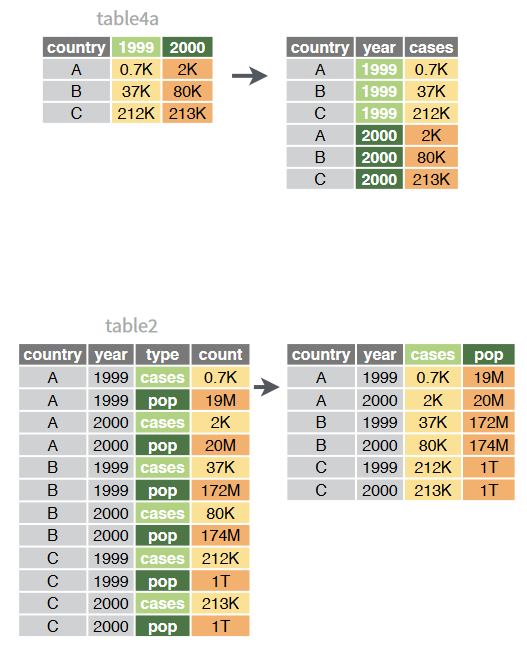 table4a
country 1999 2000
A 0.7K 2K
B 37K 80K
C 212K 213K
country year cases
A 1999 0.7K
B 1999 37K
C 1999 212K
A 2000 2K
B 2000 80K
C 2000 213K
table2
country year type count
A 1999 cases 0.7K
A 1999 pop 19M
A 2000 cases 2K
A 2000 pop 20M
B 1999 cases 37K
B 1999 pop 172M
B 2000 cases 80K
B 2000 pop 174M
C 1999 cases 212K
C 1999 pop 1T
C 2000 cases 213K
C 2000 pop 1T
country year cases pop
A 1999 0.7K 19M
A 2000 2K 20M
B 1999 37K 172M
B 2000 80K 174M
C 1999 212K 1T
C 2000 213K 1T